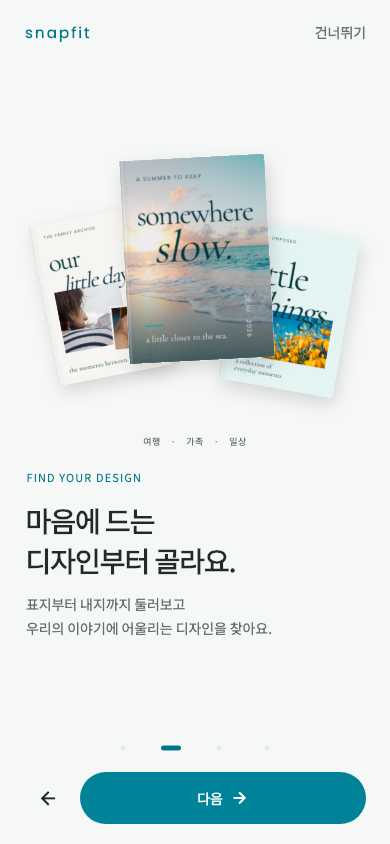 snapfit
건너뛰기
A SUMMER TO KEEP
somewhere
slow.
a little closer to the sea.
2026
THE FAMILY ARCHIVE
our
little day
the moments between
UNPOSED
ttle
things
a collection of
everyday moments.
여행 · 가족 · 일상
FIND YOUR DESIGN
마음에 드는
디자인부터 골라요.
표지부터 내지까지 둘러보고
우리의 이야기에 어울리는 디자인을 찾아요.
다음